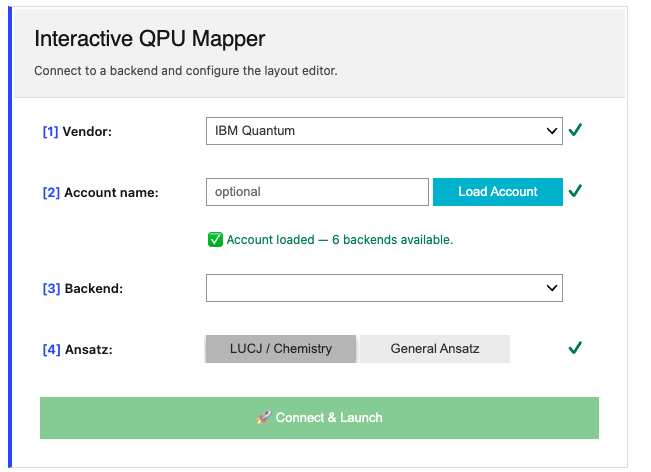 Interactive QPU Mapper
Connect to a backend and configure the layout editor.
[1] Vendor:
IBM Quantum
[2] Account name:
optional
Load Account
✅ Account loaded — 6 backends available.
[3] Backend:
[4] Ansatz:
LUCJ / Chemistry
General Ansatz
🚀 Connect & Launch